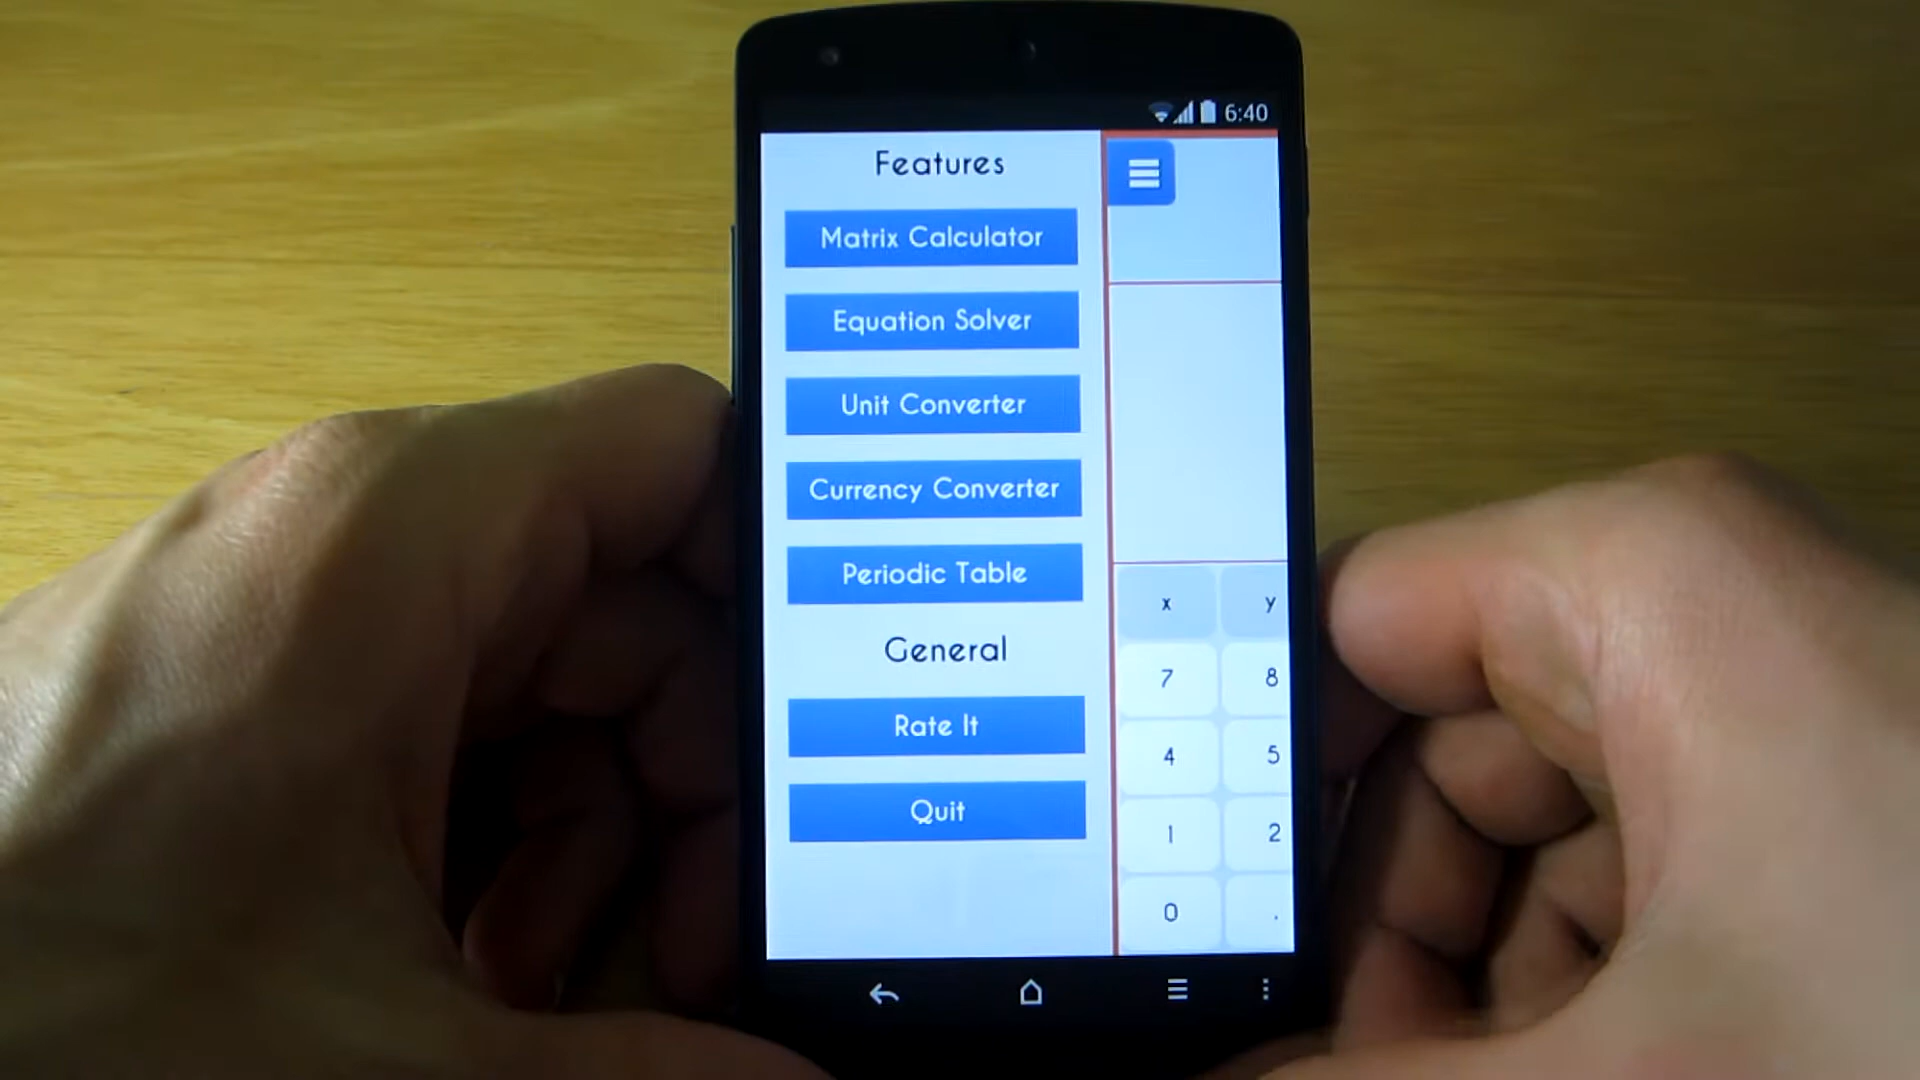 6:40
Features
Matrix Calculator
Equation Solver
Unit Converter
Currency Converter
Periodic Table
General
Rate It
Quit
x y
7 8
4 5
1 2
0 .